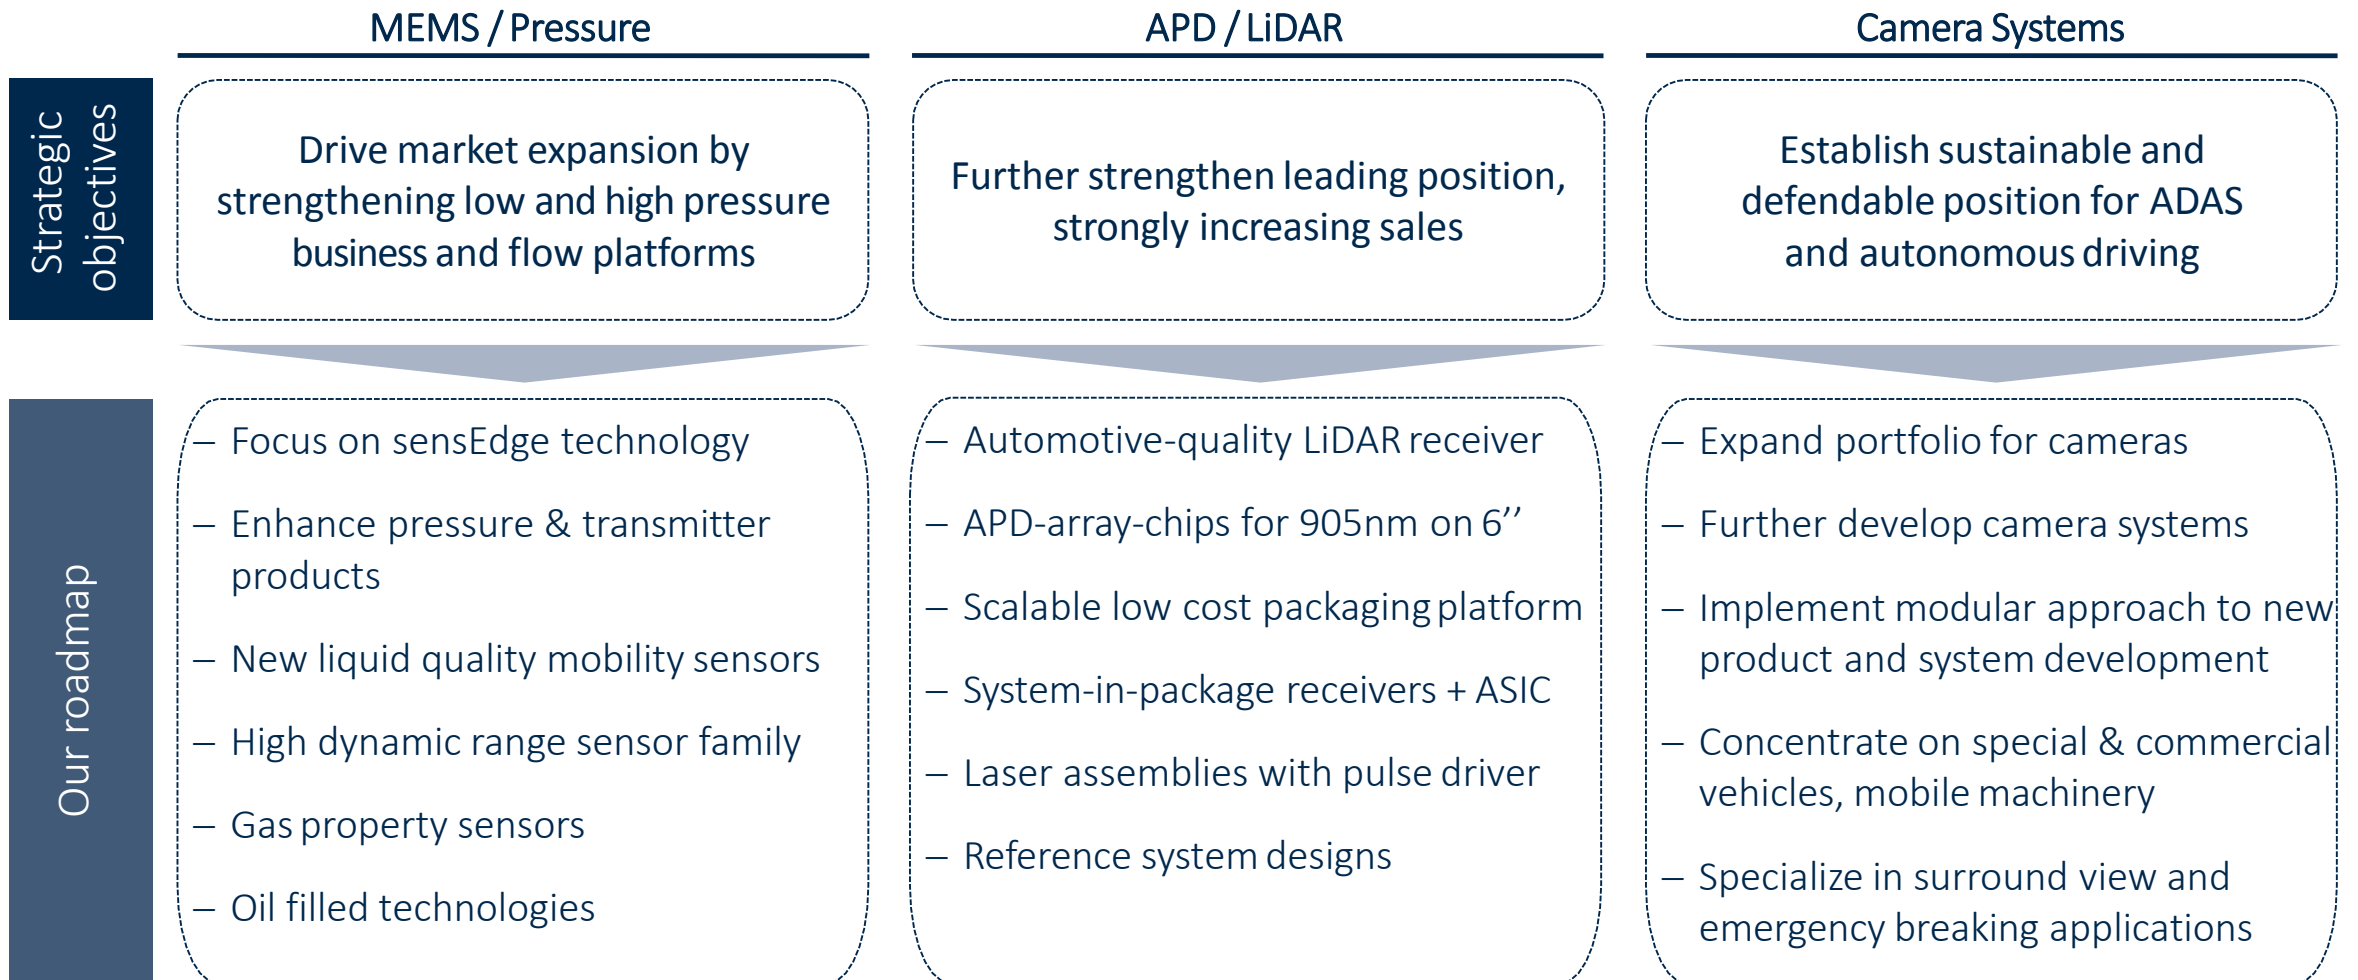 MEMS / Pressure
APD / LiDAR
Camera Systems
Strategic
objectives
Drive market expansion by
strengthening low and high pressure
business and flow platforms
Further strengthen leading position,
strongly increasing sales
Establish sustainable and
defendable position for ADAS
and autonomous driving
Our roadmap
– Focus on sensEdge technology
– Enhance pressure & transmitter
products
– New liquid quality mobility sensors
– High dynamic range sensor family
– Gas property sensors
– Oil filled technologies
– Automotive-quality LiDAR receiver
– APD-array-chips for 905nm on 6’’
– Scalable low cost packaging platform
– System-in-package receivers + ASIC
– Laser assemblies with pulse driver
– Reference system designs
– Expand portfolio for cameras
– Further develop camera systems
– Implement modular approach to new
product and system development
– Concentrate on special & commercial
vehicles, mobile machinery
– Specialize in surround view and
emergency breaking applications